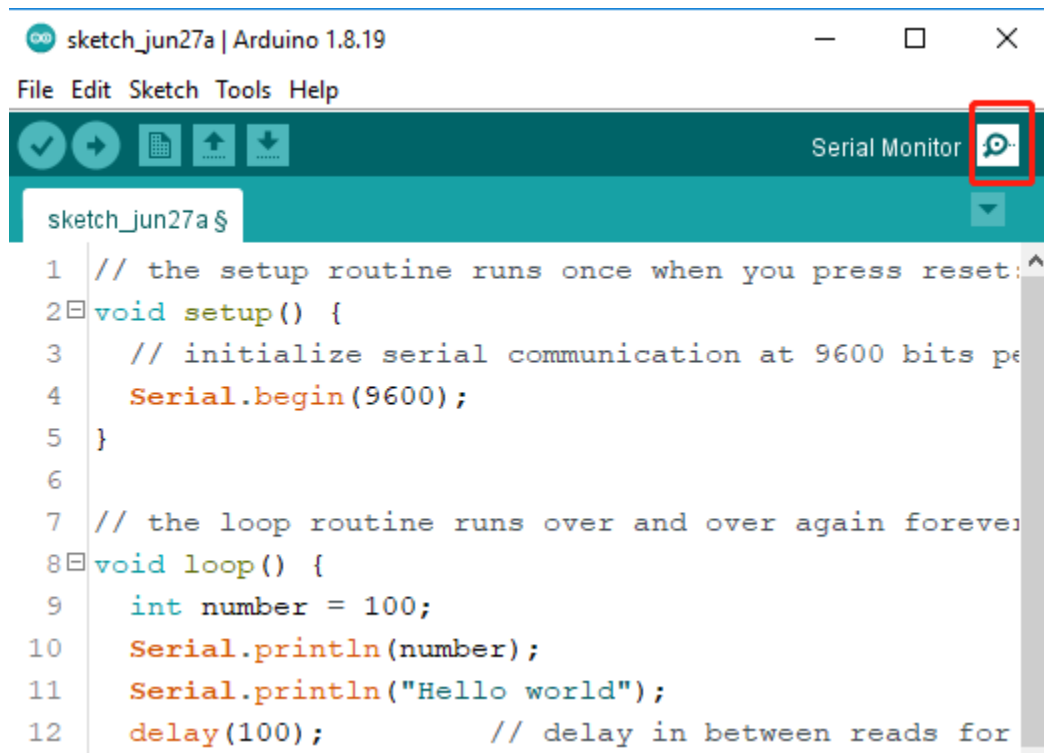 sketch_jun27a | Arduino 1.8.19
File Edit Sketch Tools Help
Serial Monitor
sketch_jun27a §
1 // the setup routine runs once when you press reset:
2 void setup() {
3 // initialize serial communication at 9600 bits
4 Serial.begin(9600);
5 }
6
7 // the loop routine runs over and over again
8 void loop() {
9 int number = 100;
10 Serial.println(number);
11 Serial.println("Hello world");
12 delay(100); // delay in between reads for